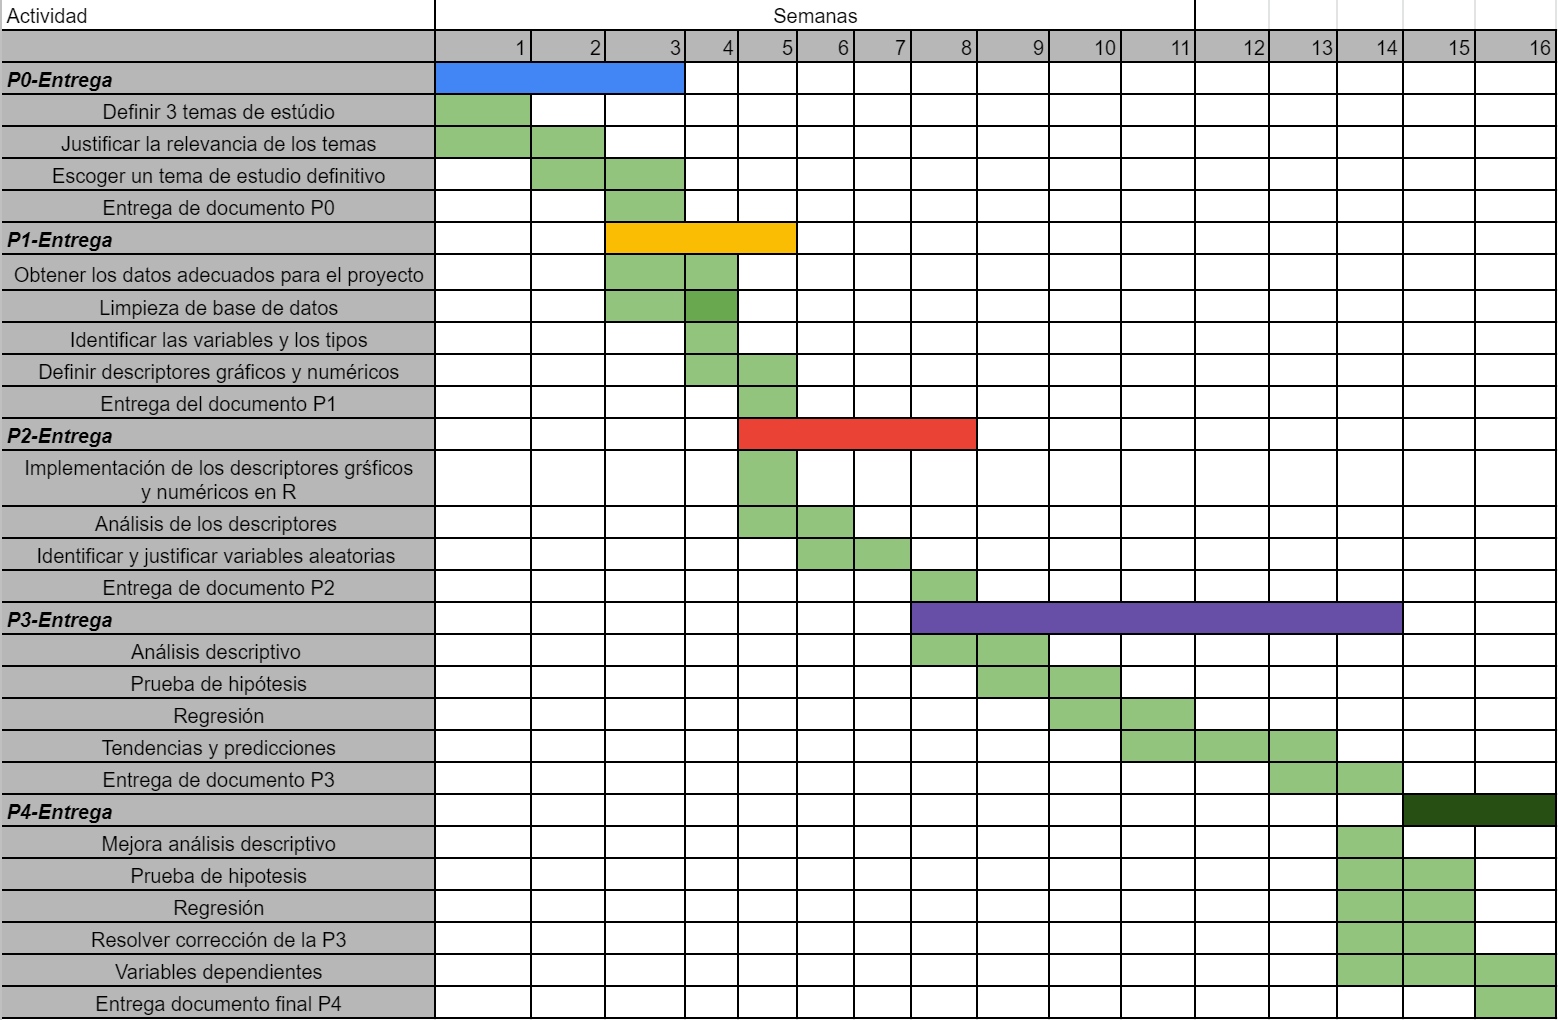 Actividad Semanas
1 2 3 4 5 6 7 8 9 10 11 12 13 14 15 16
P0-Entrega
Definir 3 temas de estúdio
Justificar la relevancia de los temas
Escoger un tema de estudio definitivo
Entrega de documento P0
P1-Entrega
Obtener los datos adecuados para el proyecto
Limpieza de base de datos
Identificar las variables y los tipos
Definir descriptores gráficos y numéricos
Entrega del documento P1
P2-Entrega
Implementación de los descriptores grśficos
y numéricos en R
Análisis de los descriptores
Identificar y justificar variables aleatorias
Entrega de documento P2
P3-Entrega
Análisis descriptivo
Prueba de hipótesis
Regresión
Tendencias y predicciones
Entrega de documento P3
P4-Entrega
Mejora análisis descriptivo
Prueba de hipotesis
Regresión
Resolver corrección de la P3
Variables dependientes
Entrega documento final P4